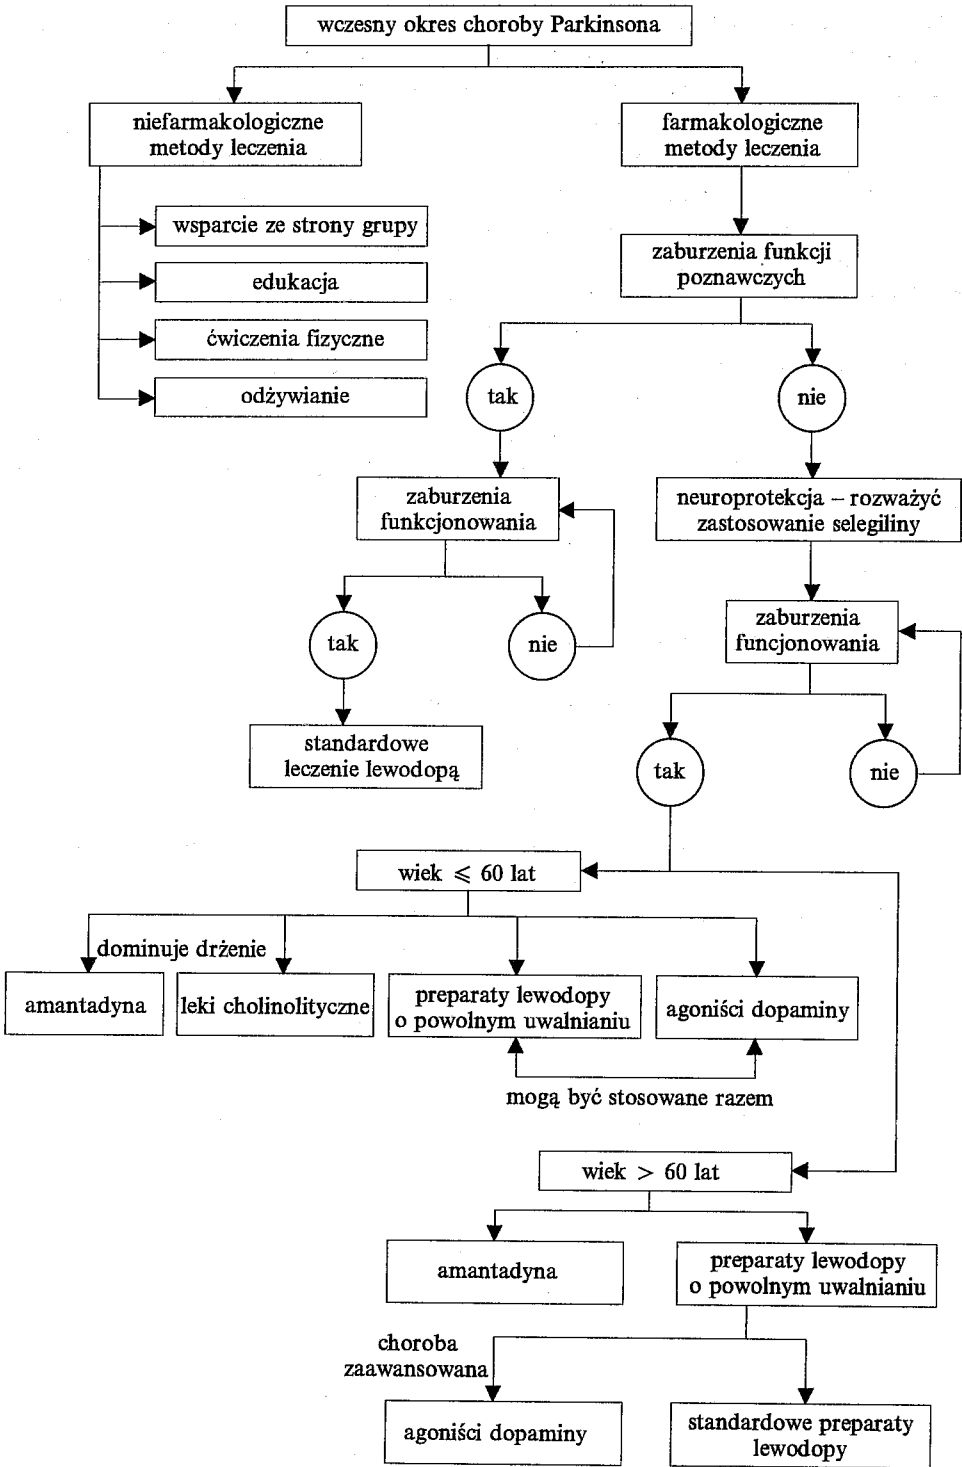 wczesny okres choroby Parkinsona
niefarmakologiczne
metody leczenia
farmakologiczne
metody leczenia
wsparcie ze strony grupy
edukacja
ćwiczenia fizyczne
odżywianie
zaburzenia funkcji
poznawczych
tak
nie
zaburzenia
funkcjonowania
neuroprotekcja – rozważyć
zastosowanie selegiliny
tak
nie
zaburzenia
funcjonowania
standardowe
leczenie lewodopą
tak
nie
wiek ⩽ 60 lat
dominuje drżenie
amantadyna
leki cholinolityczne
preparaty lewodopy
o powolnym uwalnianiu
agoniści dopaminy
mogą być stosowane razem
wiek > 60 lat
amantadyna
preparaty lewodopy
o powolnym uwalnianiu
choroba
zaawansowana
agoniści dopaminy
standardowe preparaty
lewodopy